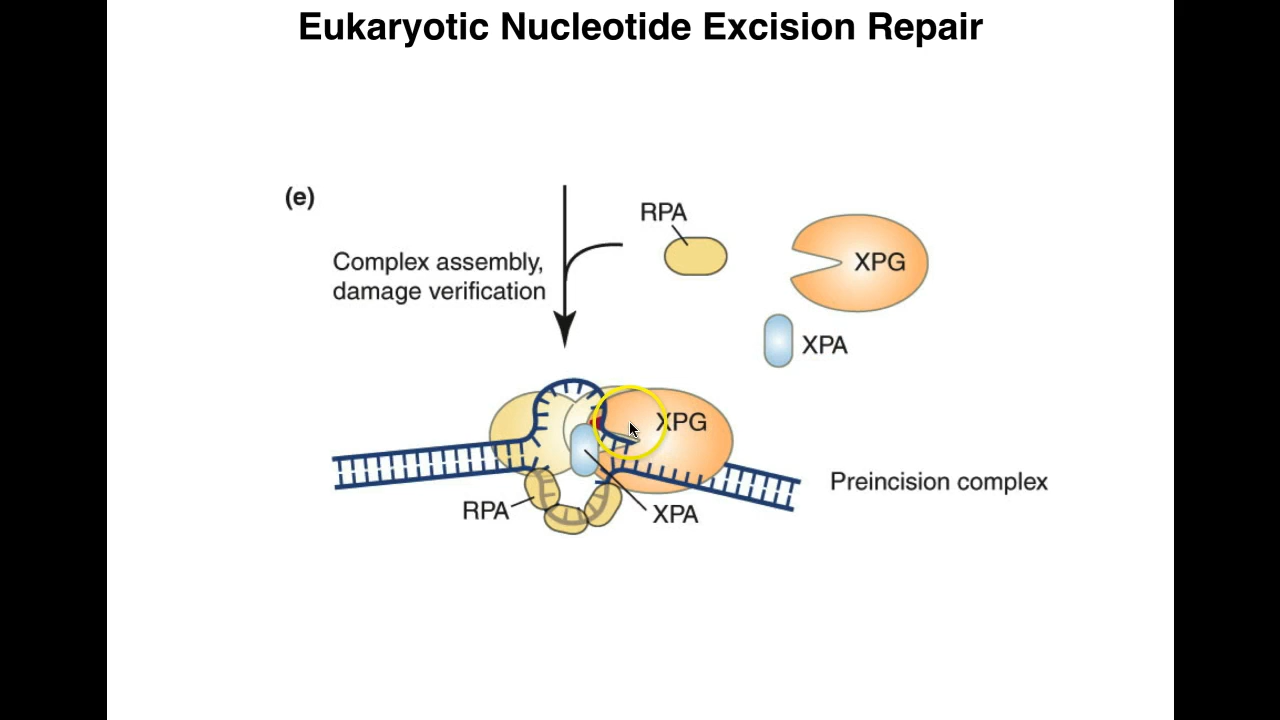 Eukaryotic Nucleotide Excision Repair
(e)
RPA
XPG
Complex assembly,
damage verification
XPA
XPG
Preincision complex
RPA
XPA